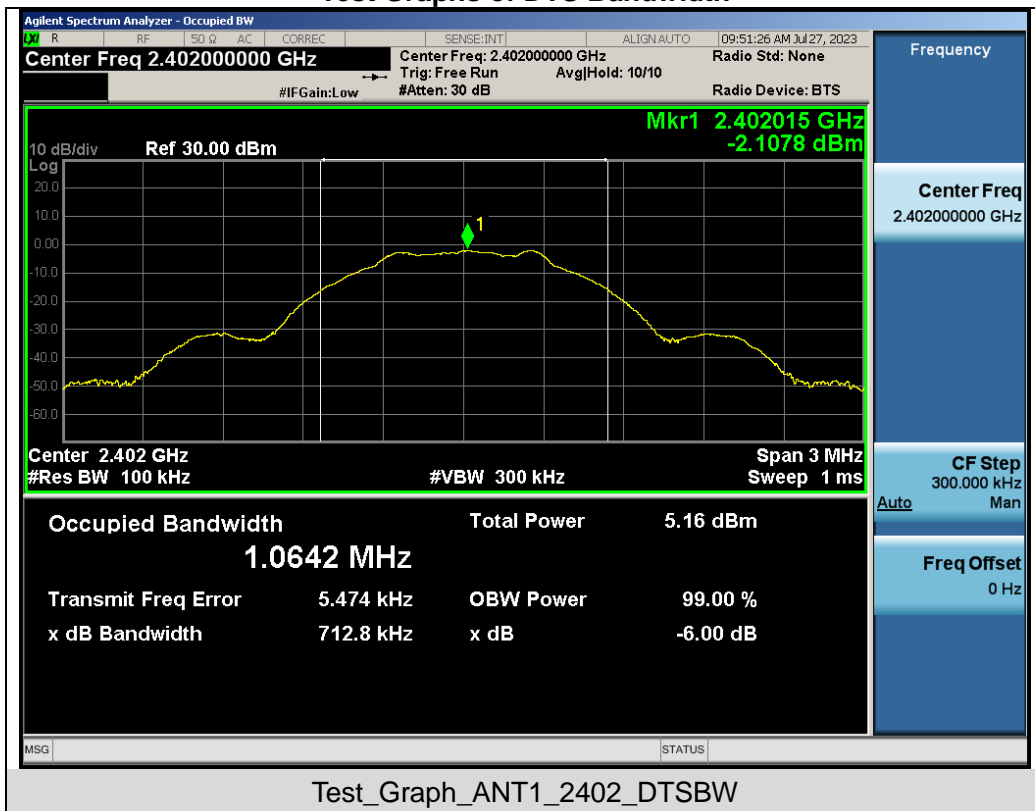 Test Graphs of DTS Bandwidth
Agilent Spectrum Analyzer - Occupied BW
LXI R RF 50 Ω AC CORREC SENSE:INT ALIGN AUTO 09:51:26 AM Jul 27, 2023
Center Freq 2.402000000 GHz
Center Freq: 2.402000000 GHz
Radio Std: None
Trig: Free Run Avg|Hold: 10/10
#IFGain:Low
#Atten: 30 dB
Radio Device: BTS
Mkr1 2.402015 GHz
-2.1078 dBm
10 dB/div Ref 30.00 dBm
Log
20.0
10.0
0.00
-10.0
-20.0
-30.0
-40.0
-50.0
-60.0
1
Center 2.402 GHz Span 3 MHz
#Res BW 100 kHz #VBW 300 kHz Sweep 1 ms
Occupied Bandwidth Total Power 5.16 dBm
1.0642 MHz
Transmit Freq Error 5.474 kHz OBW Power 99.00 %
x dB Bandwidth 712.8 kHz x dB -6.00 dB
MSG STATUS
Frequency
Center Freq
2.402000000 GHz
CF Step
300.000 kHz
Auto Man
Freq Offset
0 Hz
Test_Graph_ANT1_2402_DTSBW